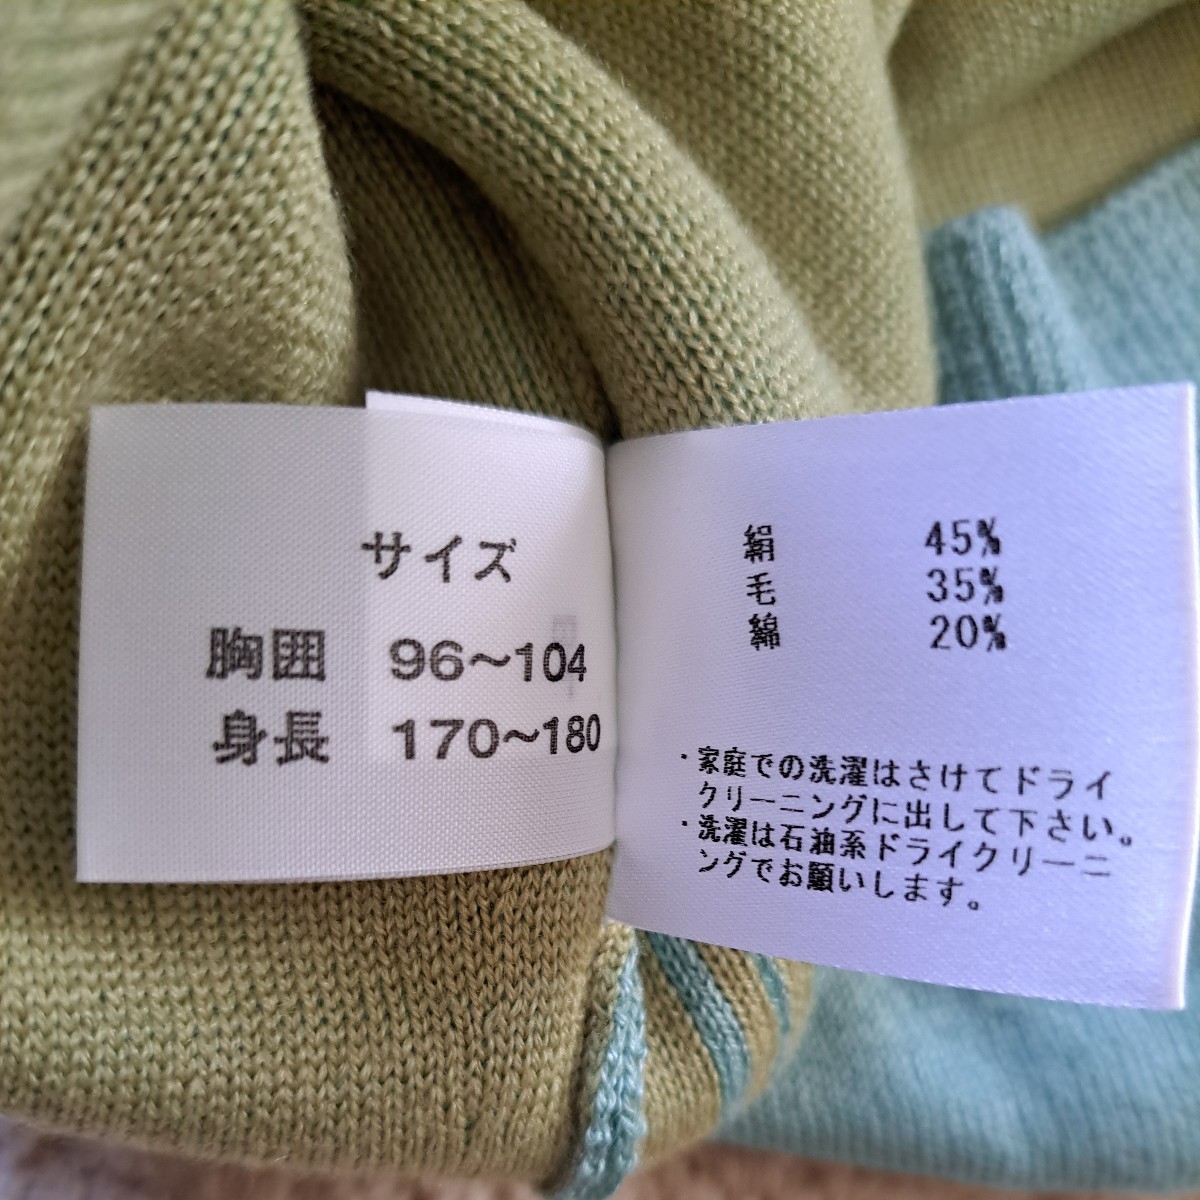 サイズ
胸囲 96~104
身長 170~180
絹 45%
毛 35%
綿 20%
・家庭での洗濯はさけてドライ
クリーニングに出して下さい。
・洗濯は石油系ドライクリーニ
ングでお願いします。